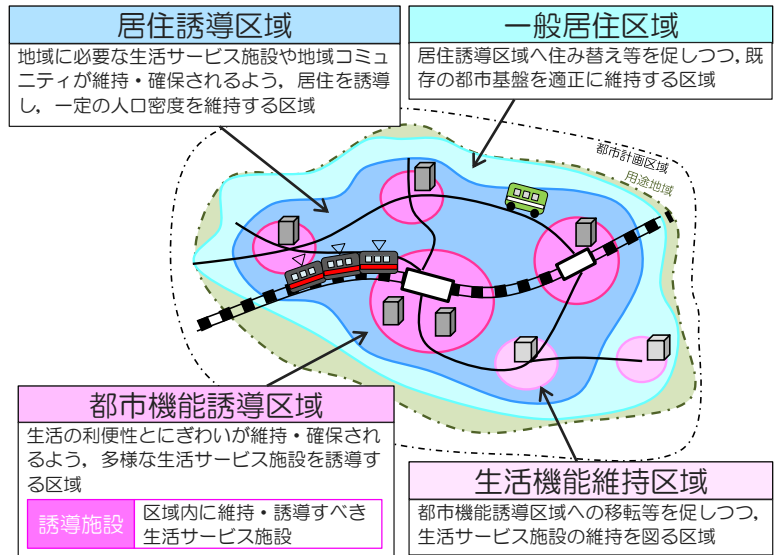 居住誘導区域
地域に必要な生活サービス施設や地域コミュ
ニティが維持・確保されるよう，居住を誘導
し，一定の人口密度を維持する区域
一般居住区域
居住誘導区域へ住み替え等を促しつつ，既
存の都市基盤を適正に維持する区域
都市計画区域
用途地域
都市機能誘導区域
生活の利便性とにぎわいが維持・確保され
るよう，多様な生活サービス施設を誘導す
る区域
誘導施設
区域内に維持・誘導すべき
生活サービス施設
生活機能維持区域
都市機能誘導区域への移転等を促しつつ，
生活サービス施設の維持を図る区域